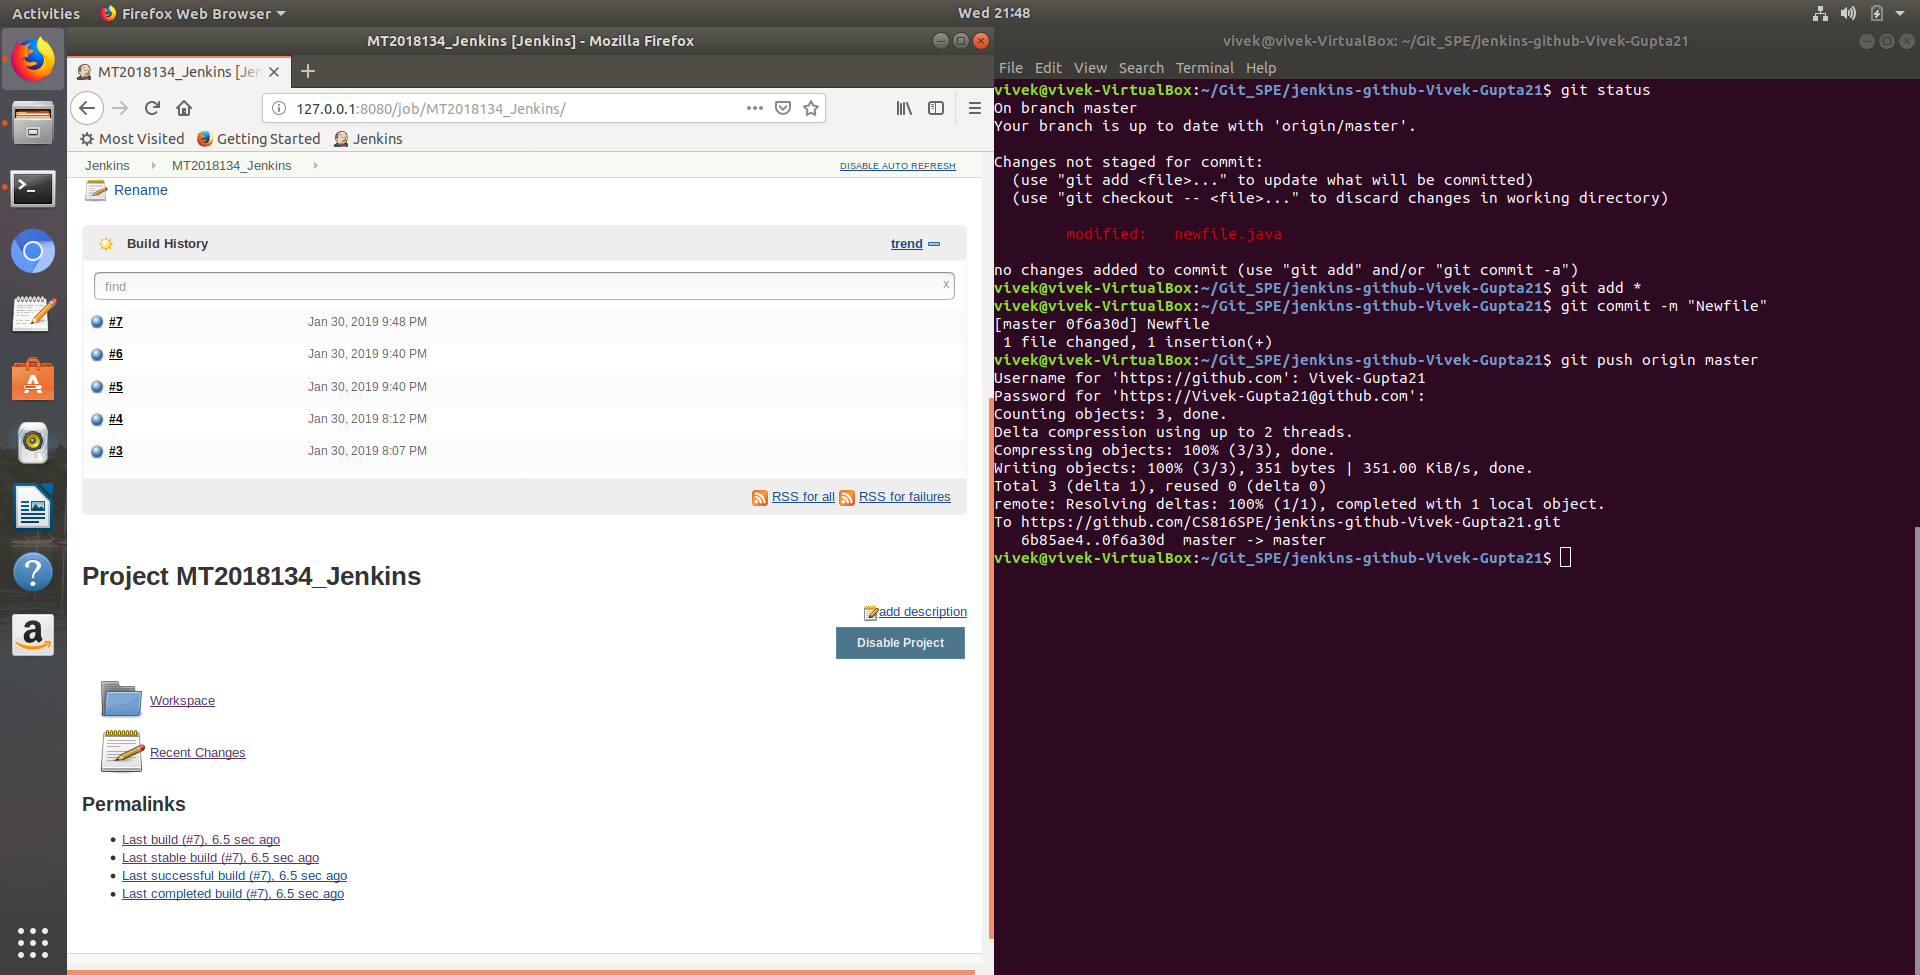 Activities
Firefox Web Browser
Wed 21:48
MT2018134_Jenkins [Jenkins] - Mozilla Firefox
MT2018134_Jenkins [Jen
127.0.0.1:8080/job/MT2018134_Jenkins/
Most Visited
Getting Started
Jenkins
Jenkins
MT2018134_Jenkins
DISABLE AUTO REFRESH
Rename
Build History
trend
find
x
#7 Jan 30, 2019 9:48 PM
#6 Jan 30, 2019 9:40 PM
#5 Jan 30, 2019 9:40 PM
#4 Jan 30, 2019 8:12 PM
#3 Jan 30, 2019 8:07 PM
RSS for all
RSS for failures
Project MT2018134_Jenkins
add description
Disable Project
Workspace
Recent Changes
Permalinks
Last build (#7), 6.5 sec ago
Last stable build (#7), 6.5 sec ago
Last successful build (#7), 6.5 sec ago
Last completed build (#7), 6.5 sec ago
vivek@vivek-VirtualBox: ~/Git_SPE/jenkins-github-Vivek-Gupta21
File Edit View Search Terminal Help
vivek@vivek-VirtualBox:~/Git_SPE/jenkins-github-Vivek-Gupta21$ git status
On branch master
Your branch is up to date with 'origin/master'.
Changes not staged for commit:
(use "git add <file>..." to update what will be committed)
(use "git checkout -- <file>..." to discard changes in working directory)
modified: newfile.java
no changes added to commit (use "git add" and/or "git commit -a")
vivek@vivek-VirtualBox:~/Git_SPE/jenkins-github-Vivek-Gupta21$ git add *
vivek@vivek-VirtualBox:~/Git_SPE/jenkins-github-Vivek-Gupta21$ git commit -m "Newfile"
[master 0f6a30d] Newfile
1 file changed, 1 insertion(+)
vivek@vivek-VirtualBox:~/Git_SPE/jenkins-github-Vivek-Gupta21$ git push origin master
Username for 'https://github.com': Vivek-Gupta21
Password for 'https://Vivek-Gupta21@github.com':
Counting objects: 3, done.
Delta compression using up to 2 threads.
Compressing objects: 100% (3/3), done.
Writing objects: 100% (3/3), 351 bytes | 351.00 KiB/s, done.
Total 3 (delta 1), reused 0 (delta 0)
remote: Resolving deltas: 100% (1/1), completed with 1 local object.
To https://github.com/CS816SPE/jenkins-github-Vivek-Gupta21.git
6b85ae4..0f6a30d master -> master
vivek@vivek-VirtualBox:~/Git_SPE/jenkins-github-Vivek-Gupta21$